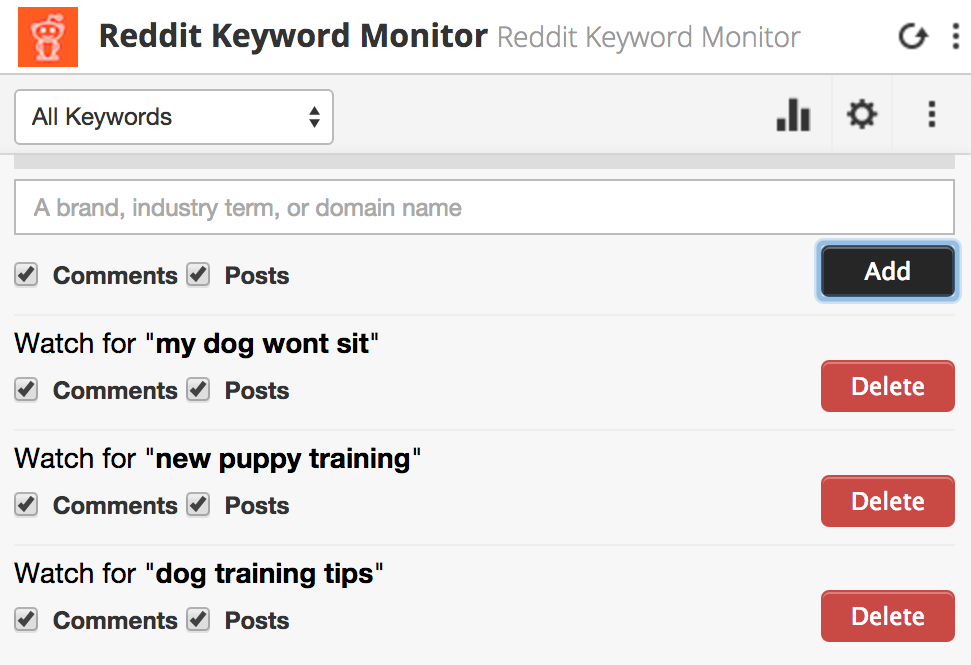 Reddit Keyword Monitor Reddit Keyword Monitor
All Keywords
A brand, industry term, or domain name
Comments Posts Add
Watch for "my dog wont sit"
Comments Posts Delete
Watch for "new puppy training"
Comments Posts Delete
Watch for "dog training tips"
Comments Posts Delete